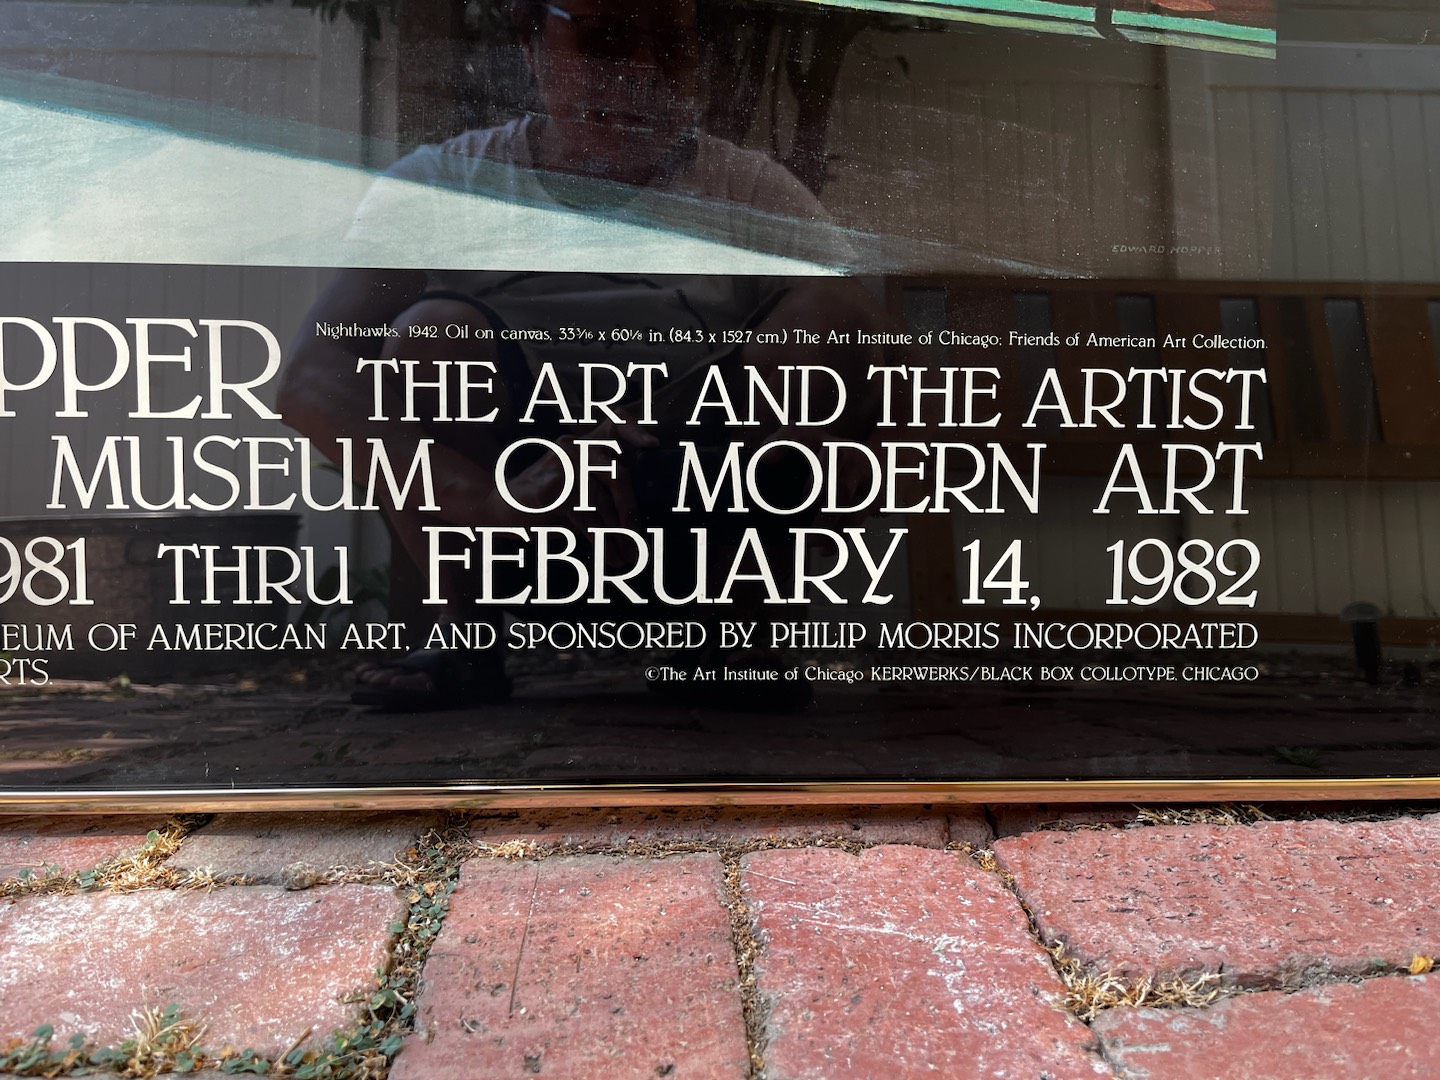 EDWARD HOPPER
Nighthawks. 1942. Oil on canvas, 33 3/16 x 60 1/8 in. (84.3 x 152.7 cm.) The Art Institute of Chicago; Friends of American Art Collection.
PPER THE ART AND THE ARTIST
MUSEUM OF MODERN ART
981 THRU FEBRUARY 14, 1982
EUM OF AMERICAN ART, AND SPONSORED BY PHILIP MORRIS INCORPORATED
RTS.
©The Art Institute of Chicago KERRWERKS/BLACK BOX COLLOTYPE, CHICAGO